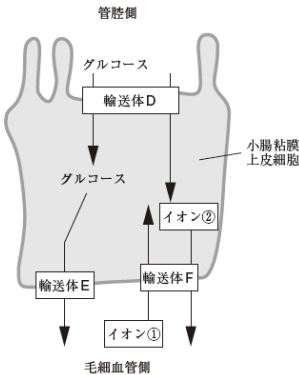 管腔側
グルコース
輸送体D
小腸粘膜
上皮細胞
グルコース
イオン②
輸送体E
輸送体F
イオン①
毛細血管側